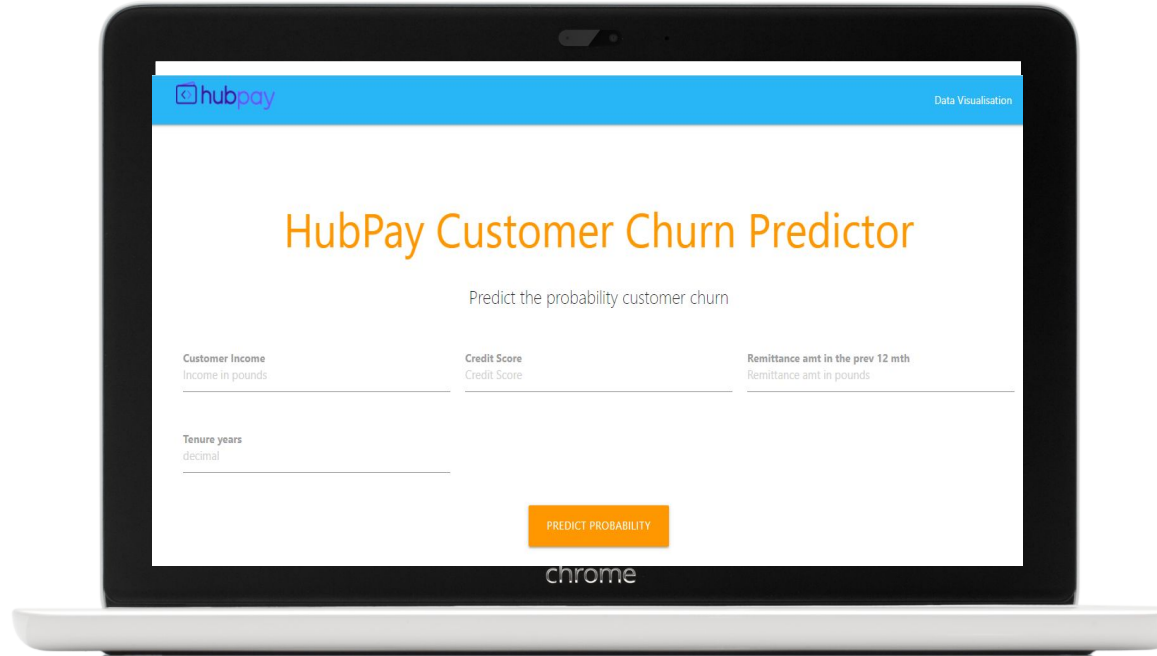 hubpay
Data Visualisation
HubPay Customer Churn Predictor
Predict the probability customer churn
Customer Income
Income in pounds
Credit Score
Credit Score
Remittance amt in the prev 12 mth
Remittance amt in pounds
Tenure years
decimal
PREDICT PROBABILITY
chrome